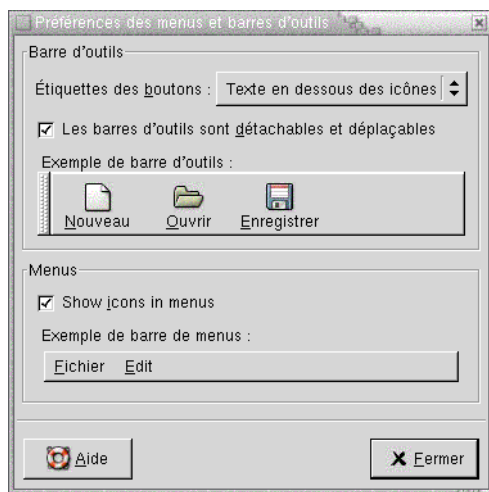 Préférences des menus et barres d'outils
Barre d'outils
Étiquettes des boutons : Texte en dessous des icônes
Les barres d'outils sont détachables et déplaçables
Exemple de barre d'outils :
Nouveau Ouvrir Enregistrer
Menus
Show icons in menus
Exemple de barre de menus :
Fichier Edit
Aide Fermer